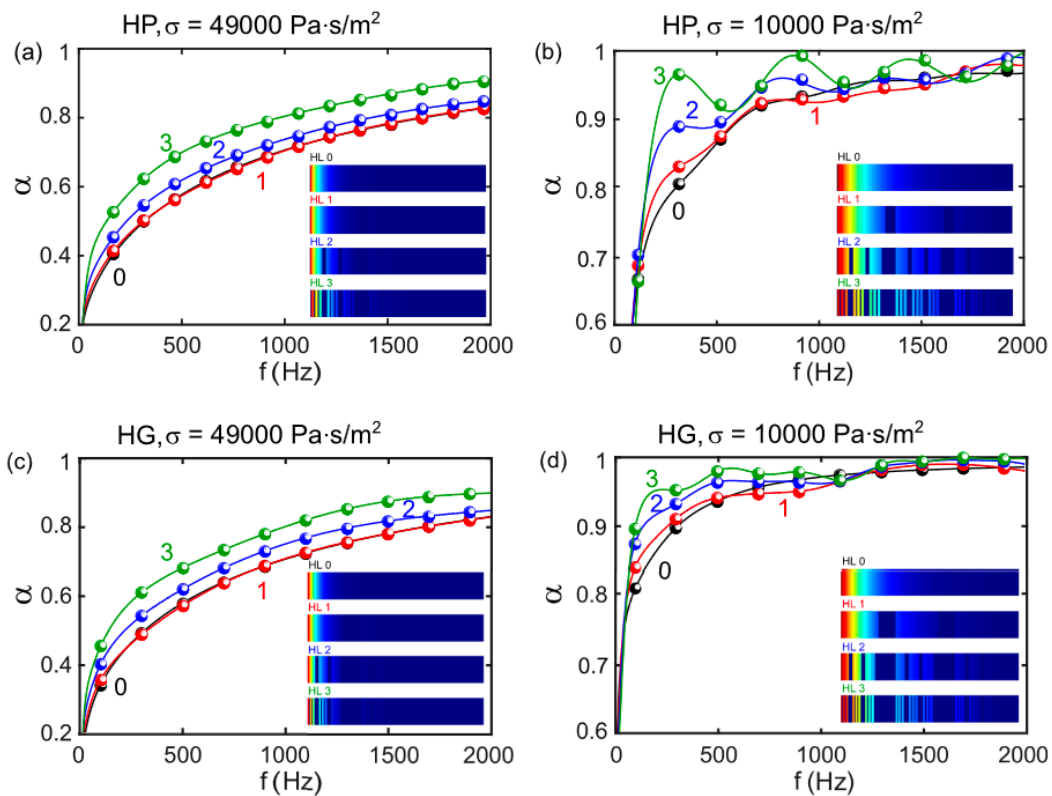 HP, σ = 49000 Pa·s/m²
(a)
1
0.8
0.6
0.4
0.2
α
3
2
1
0
HL 0
HL 1
HL 2
HL 3
0 500 1000 1500 2000
f (Hz)
HP, σ = 10000 Pa·s/m²
(b)
1
0.9
0.8
0.7
0.6
α
3
2
1
0
HL 0
HL 1
HL 2
HL 3
0 500 1000 1500 2000
f (Hz)
HG, σ = 49000 Pa·s/m²
(c)
1
0.8
0.6
0.4
0.2
α
3
2
1
0
HL 0
HL 1
HL 2
HL 3
0 500 1000 1500 2000
f (Hz)
HG, σ = 10000 Pa·s/m²
(d)
1
0.9
0.8
0.7
0.6
α
3
2
1
0
HL 0
HL 1
HL 2
HL 3
0 500 1000 1500 2000
f (Hz)